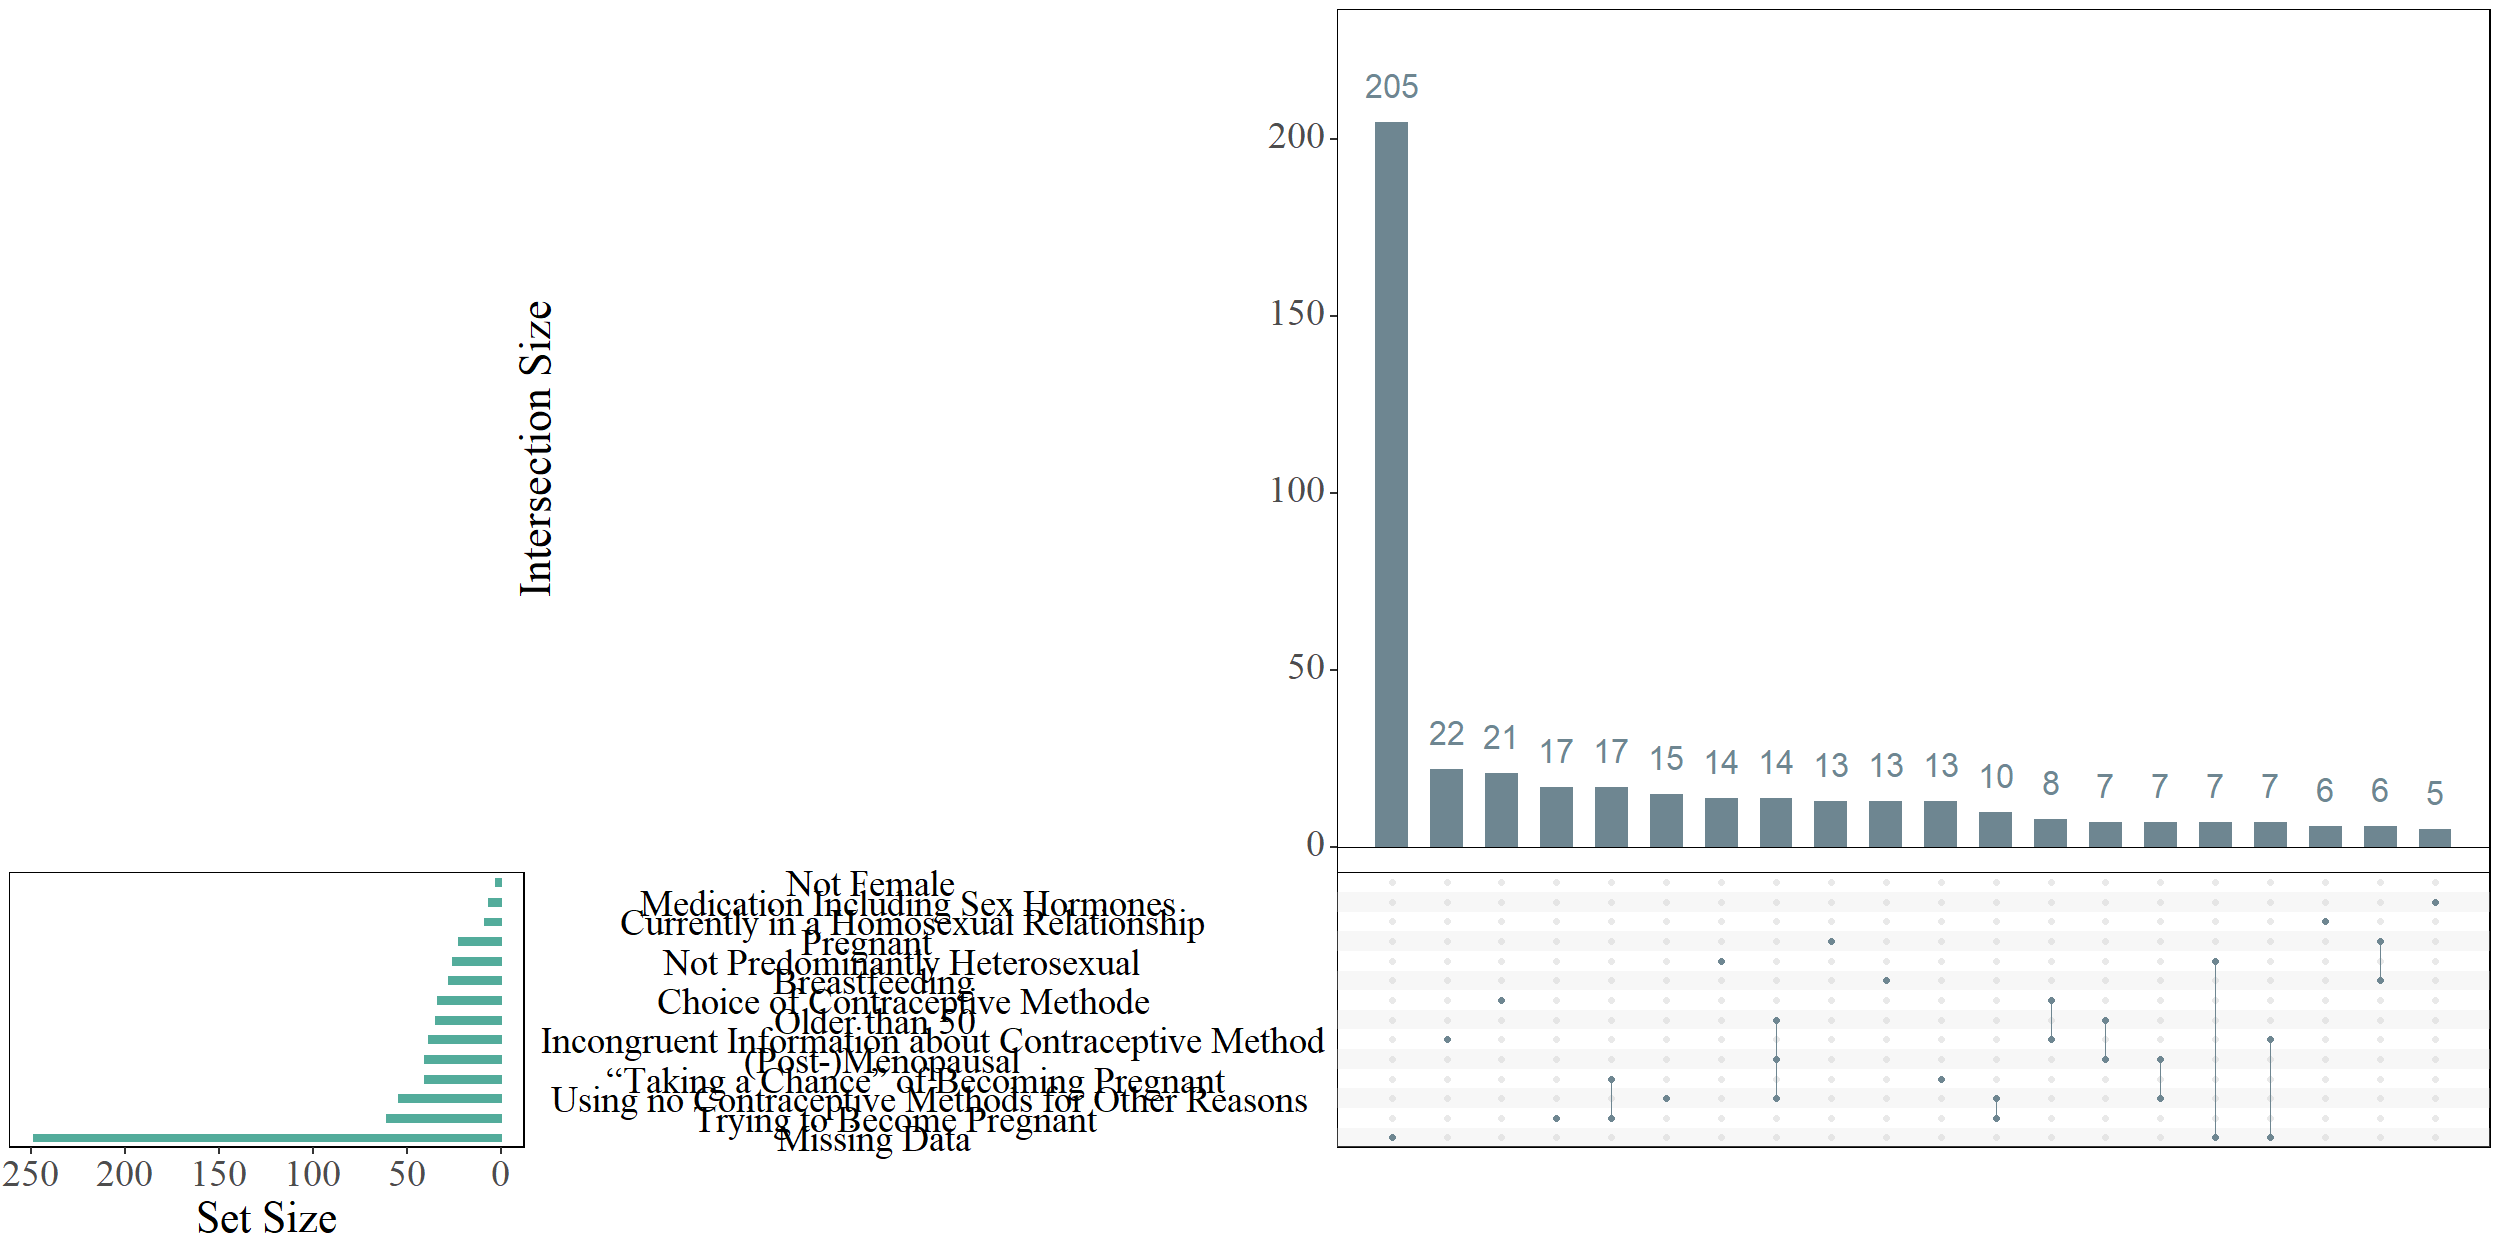 205
200
150
100
50
0
Intersection Size
22 21 17 17 15 14 14 13 13 13 10 8 7 7 7 7 6 6 5
Not Female
Medication Including Sex Hormones
Currently in a Homosexual Relationship
Pregnant
Not Predominantly Heterosexual
Breastfeeding
Choice of Contraceptive Methode
Older than 50
Incongruent Information about Contraceptive Method
(Post-)Menopausal
“Taking a Chance” of Becoming Pregnant
Using no Contraceptive Methods for Other Reasons
Trying to Become Pregnant
Missing Data
250 200 150 100 50 0
Set Size